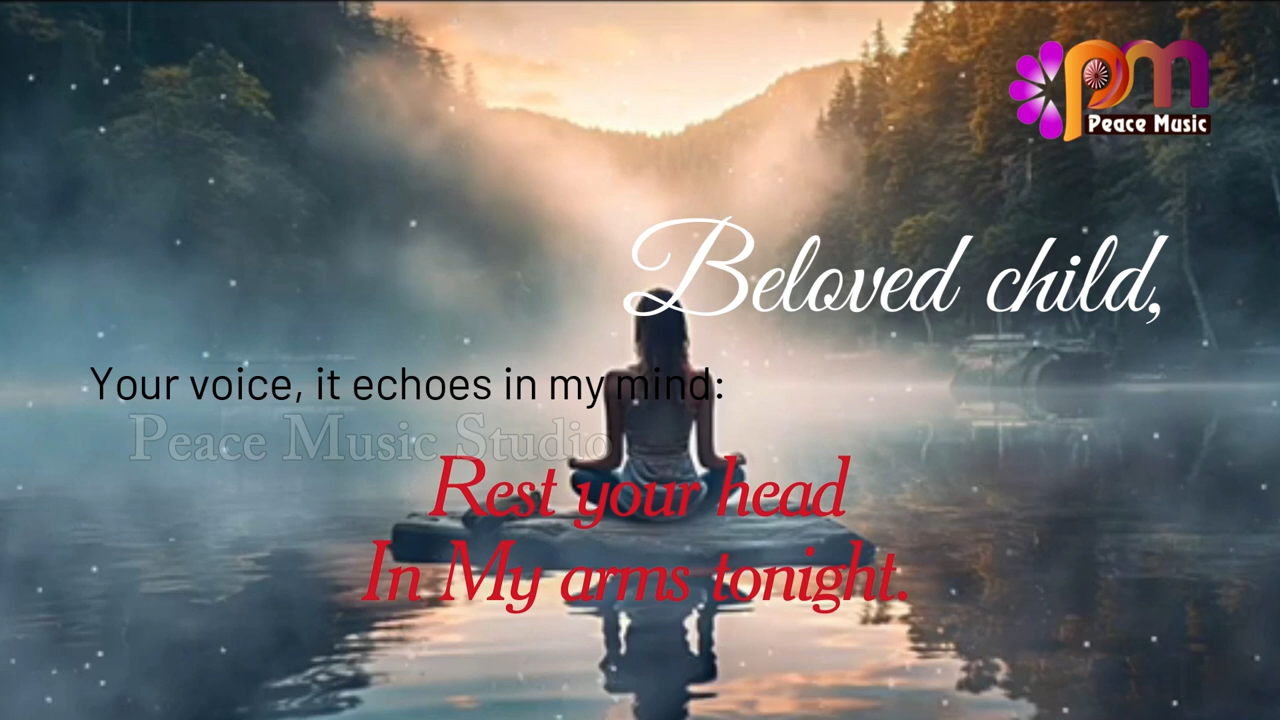 pm
Peace Music
Beloved child,
Your voice, it echoes in my mind:
Peace Music Studio
Rest your head
In My arms tonight.